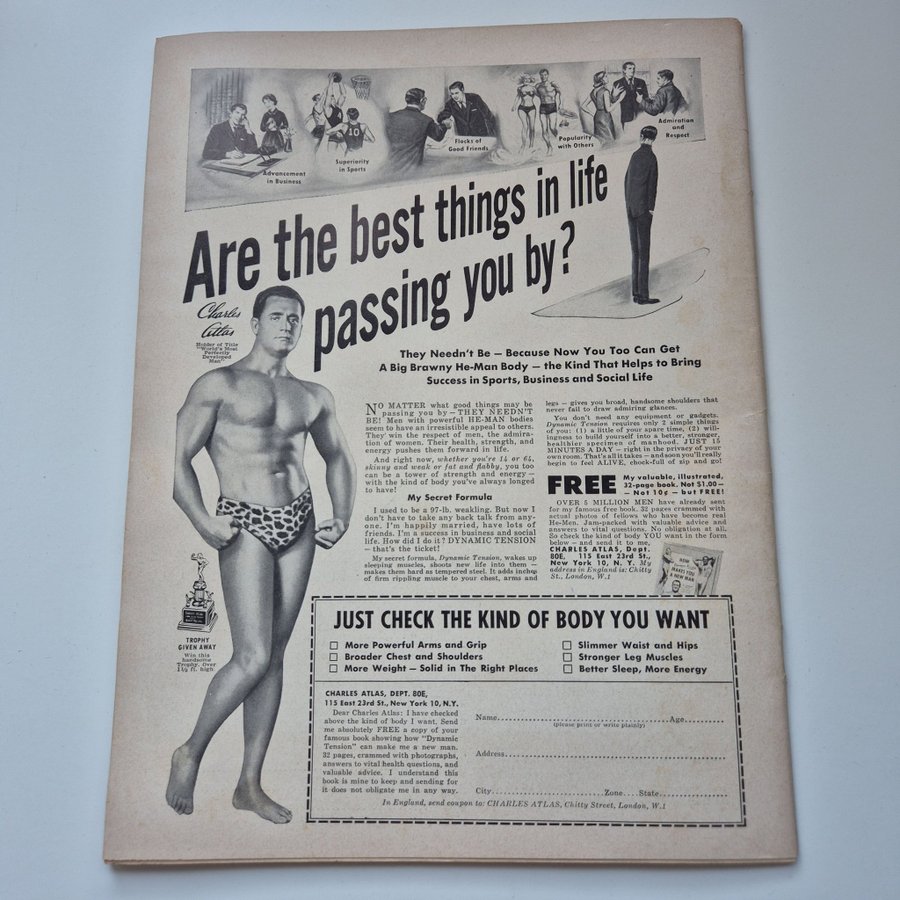 Advancement
in Business
10
Superiority
in Sports
Flocks of
Good Friends
Popularity
with Others
Admiration
and
Respect
Are the best things in life
passing you by?
Charles
Atlas
Holder of Title
"World's Most
Perfectly
Developed
Man"
They Needn't Be — Because Now You Too Can Get
A Big Brawny He-Man Body — the Kind That Helps to Bring
Success in Sports, Business and Social Life
NO MATTER what good things may be
passing you by — THEY NEEDN'T
BE! Men with powerful HE-MAN bodies
seem to have an irresistible appeal to others.
They win the respect of men, the admira-
tion of women. Their health, strength, and
energy pushes them forward in life.
And right now, whether you're 14 or 64,
skinny and weak or fat and flabby, you too
can be a tower of strength and energy —
with the kind of body you've always longed
to have!
My Secret Formula
I used to be a 97-lb. weakling. But now I
don't have to take any back talk from any-
one. I'm happily married, have lots of
friends. I'm a success in business and social
life. How did I do it? DYNAMIC TENSION
— that's the ticket!
My secret formula, Dynamic Tension, wakes up
sleeping muscles, shoots new life into them —
makes them hard as tempered steel. It adds inches
of firm rippling muscle to your chest, arms and
legs — gives you broad, handsome shoulders that
never fail to draw admiring glances.
You don't need any equipment or gadgets.
Dynamic Tension requires only 2 simple things
of you: (1) a little of your spare time, (2) will-
ingness to build yourself into a better, stronger,
healthier specimen of manhood. JUST 15
MINUTES A DAY — right in the privacy of your
own room. That's all it takes — and soon you'll really
begin to feel ALIVE, chock-full of zip and go!
FREE My valuable, illustrated,
32-page book. Not $1.00 —
— Not 10¢ — but FREE!
OVER 5 MILLION MEN have already sent
for my famous free book. 32 pages crammed with
actual photos of fellows who have become real
He-Men. Jam-packed with valuable advice and
answers to vital questions. No obligation at all.
So check the kind of body YOU want in the form
below — and send it to me,
CHARLES ATLAS, Dept.
80E, 115 East 23rd St.,
New York 10, N. Y. My
address in England is: Chitty
St., London, W.1
MAKES YOU
A NEW MAN
TROPHY
GIVEN AWAY
Win this
handsome
Trophy. Over
1½ ft. high
JUST CHECK THE KIND OF BODY YOU WANT
More Powerful Arms and Grip
Broader Chest and Shoulders
More Weight — Solid in The Right Places
Slimmer Waist and Hips
Stronger Leg Muscles
Better Sleep, More Energy
CHARLES ATLAS, DEPT. 80E,
115 East 23rd St., New York 10, N.Y.
Dear Charles Atlas: I have checked
above the kind of body I want. Send
me absolutely FREE a copy of your
famous book showing how "Dynamic
Tension" can make me a new man.
32 pages, crammed with photographs,
answers to vital health questions, and
valuable advice. I understand this
book is mine to keep and sending for
it does not obligate me in any way.
Name..........Age..........
(please print or write plainly)
Address..........
City..........Zone....State..........
In England, send coupon to: CHARLES ATLAS, Chitty Street, London, W.1